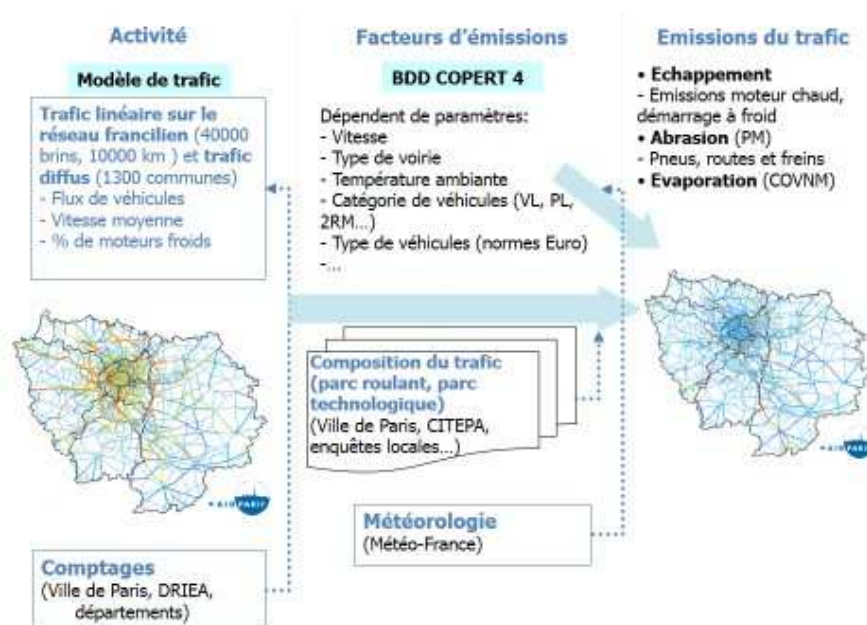 Activité
Modèle de trafic
Trafic linéaire sur le
réseau francilien (40000
brins, 10000 km ) et trafic
diffus (1300 communes)
- Flux de véhicules
- Vitesse moyenne
- % de moteurs froids
AIRPARIF
Comptages
(Ville de Paris, DRIEA,
départements)
Facteurs d'émissions
BDD COPERT 4
Dépendent de paramètres:
- Vitesse
- Type de voirie
- Température ambiante
- Catégorie de véhicules (VL, PL,
2RM...)
- Type de véhicules (normes Euro)
-...
Composition du trafic
(parc roulant, parc
technologique)
(Ville de Paris, CITEPA,
enquêtes locales...)
Météorologie
(Météo-France)
Emissions du trafic
• Echappement
- Emissions moteur chaud,
démarrage à froid
• Abrasion (PM)
- Pneus, routes et freins
• Evaporation (COVNM)
AIRPARIF